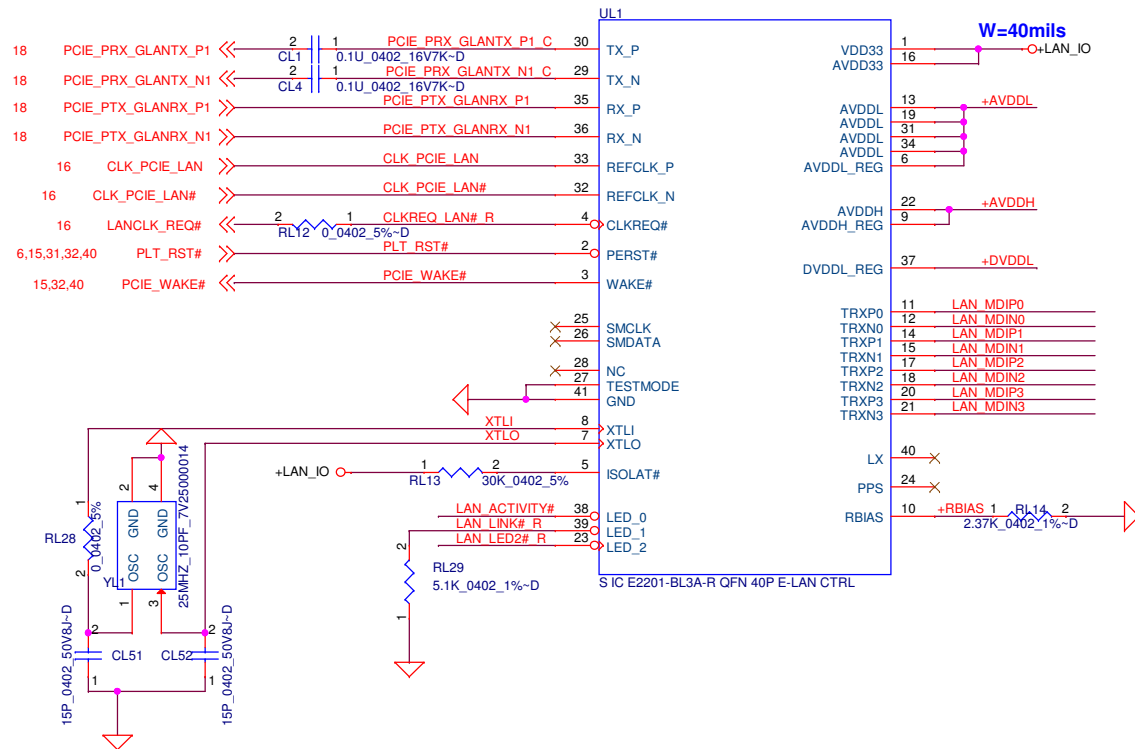 UL1
W=40mils
18 PCIE_PRX_GLANTX_P1 2 1 PCIE_PRX_GLANTX_P1_C 30 TX_P
CL1 0.1U_0402_16V7K~D
18 PCIE_PRX_GLANTX_N1 2 1 PCIE_PRX_GLANTX_N1_C 29 TX_N
CL4 0.1U_0402_16V7K~D
18 PCIE_PTX_GLANRX_P1 PCIE_PTX_GLANRX_P1 35 RX_P
18 PCIE_PTX_GLANRX_N1 PCIE_PTX_GLANRX_N1 36 RX_N
16 CLK_PCIE_LAN CLK_PCIE_LAN 33 REFCLK_P
16 CLK_PCIE_LAN# CLK_PCIE_LAN# 32 REFCLK_N
16 LANCLK_REQ# 2 1 CLKREQ_LAN#_R 4 CLKREQ#
RL12 0_0402_5%~D
6,15,31,32,40 PLT_RST# PLT_RST# 2 PERST#
15,32,40 PCIE_WAKE# PCIE_WAKE# 3 WAKE#
25 SMCLK
26 SMDATA
28 NC
27 TESTMODE
41 GND
XTLI 8 XTLI
XTLO 7 XTLO
+LAN_IO 1 2 5 ISOLAT#
RL13 30K_0402_5%
LAN_ACTIVITY# 38 LED_0
LAN_LINK#_R 39 LED_1
LAN_LED2#_R 23 LED_2
2
RL29
5.1K_0402_1%~D
1
VDD33 1 +LAN_IO
AVDD33 16
AVDDL 13 +AVDDL
AVDDL 19
AVDDL 31
AVDDL 34
AVDDL_REG 6
AVDDH 22 +AVDDH
AVDDH_REG 9
DVDDL_REG 37 +DVDDL
TRXP0 11 LAN_MDIP0
TRXN0 12 LAN_MDIN0
TRXP1 14 LAN_MDIP1
TRXN1 15 LAN_MDIN1
TRXP2 17 LAN_MDIP2
TRXN2 18 LAN_MDIN2
TRXP3 20 LAN_MDIP3
TRXN3 21 LAN_MDIN3
LX 40
PPS 24
RBIAS 10 +RBIAS 1 RL14 2
2.37K_0402_1%~D
S IC E2201-BL3A-R QFN 40P E-LAN CTRL
1
RL28
0_0402_5%
2
2 4
GND GND
OSC OSC
YL1
25MHZ_10PF_7V25000014
1 3
2 2
CL51 CL52
1 1
15P_0402_50V8J~D
15P_0402_50V8J~D